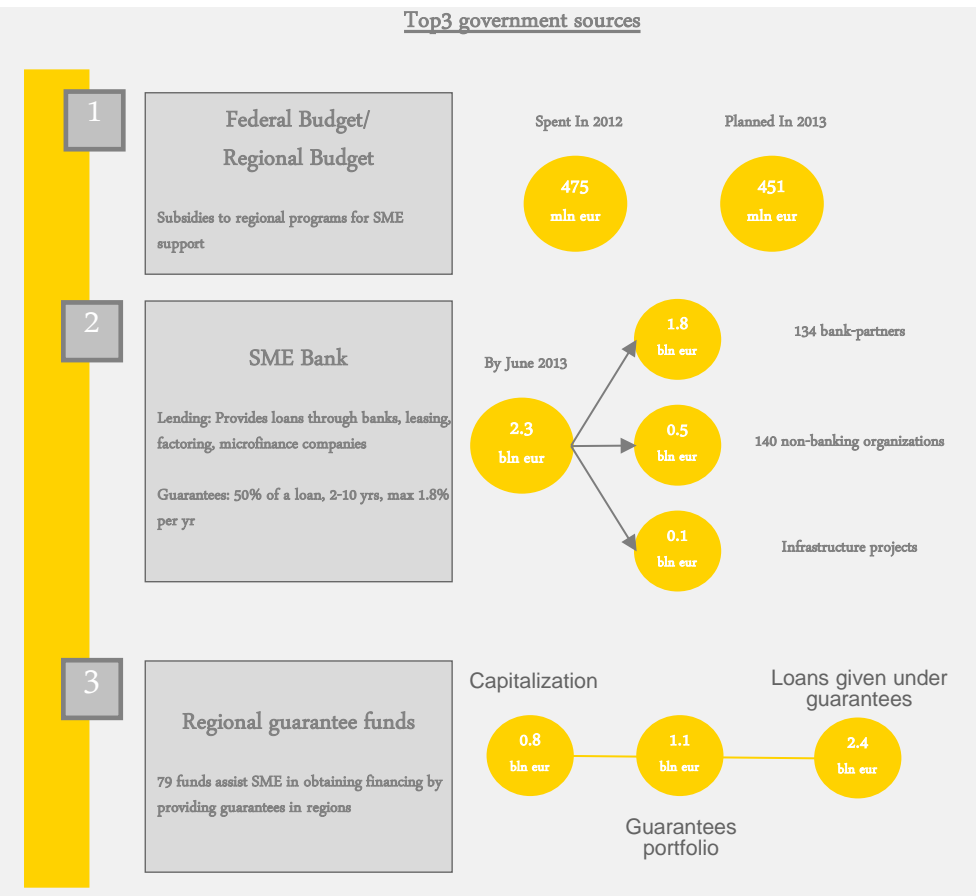 Top3 government sources
1
Federal Budget/
Regional Budget
Subsidies to regional programs for SME
support
Spent In 2012
Planned In 2013
475
mln eur
451
mln eur
2
SME Bank
Lending: Provides loans through banks, leasing,
factoring, microfinance companies
Guarantees: 50% of a loan, 2-10 yrs, max 1.8%
per yr
By June 2013
2.3
bln eur
1.8
bln eur
134 bank-partners
0.5
bln eur
140 non-banking organizations
0.1
bln eur
Infrastructure projects
3
Regional guarantee funds
79 funds assist SME in obtaining financing by
providing guarantees in regions
Capitalization
0.8
bln eur
1.1
bln eur
Guarantees
portfolio
Loans given under
guarantees
2.4
bln eur